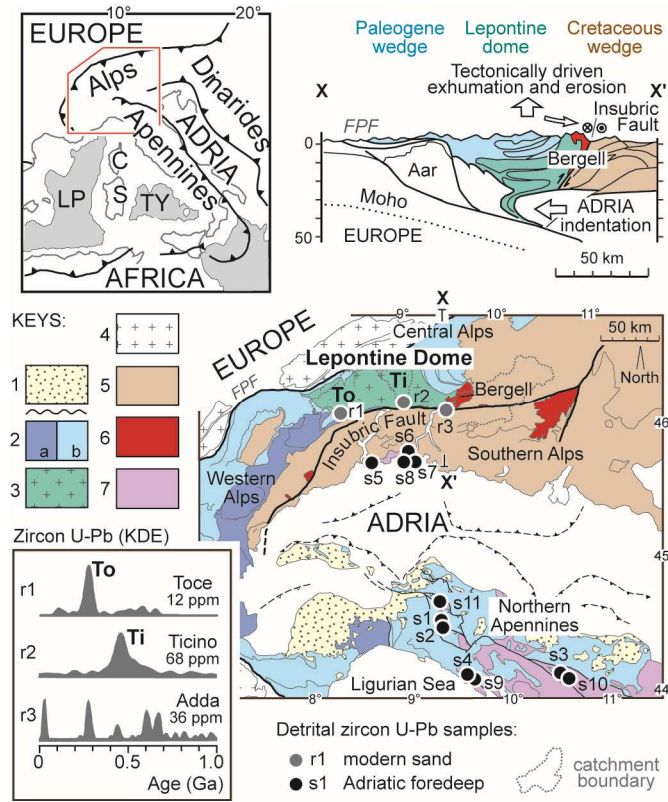 10°
20°
EUROPE
Alps
Dinarides
ADRIA
Apennines
C
S
LP
TY
AFRICA
Paleogene
wedge
Lepontine
dome
Cretaceous
wedge
Tectonically driven
exhumation and erosion
X
X'
Insubric
Fault
FPF
0
Bergell
Aar
Moho
ADRIA
indentation
EUROPE
50
50 km
KEYS:
1
2
a
b
3
4
5
6
7
X
9°
10°
11°
50 km
North
EUROPE
Central Alps
FPF
Lepontine Dome
To
Ti
Bergell
r1
r2
r3
Insubric Fault
s6
s5
s8
s7
X'
Western
Alps
Southern Alps
ADRIA
46
45
44
s11
s1
s2
Northern
Apennines
s3
s4
s9
s10
Ligurian Sea
8°
9°
10°
Zircon U-Pb (KDE)
r1
To
Toce
12 ppm
r2
Ti
Ticino
68 ppm
r3
Adda
36 ppm
0
0.4
0.8
1.0
Age (Ga)
Detrital zircon U-Pb samples:
r1 modern sand
s1 Adriatic foredeep
catchment
boundary